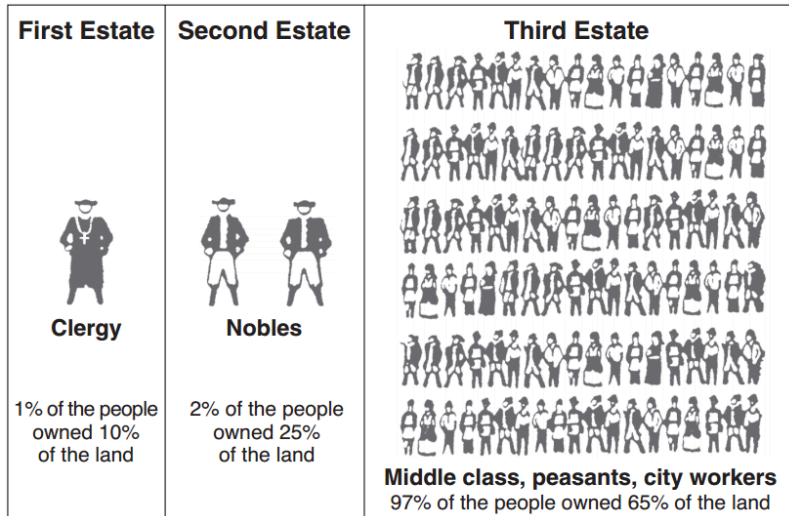 First Estate
Clergy
1% of the people
owned 10%
of the land
Second Estate
Nobles
2% of the people
owned 25%
of the land
Third Estate
Middle class, peasants, city workers
97% of the people owned 65% of the land